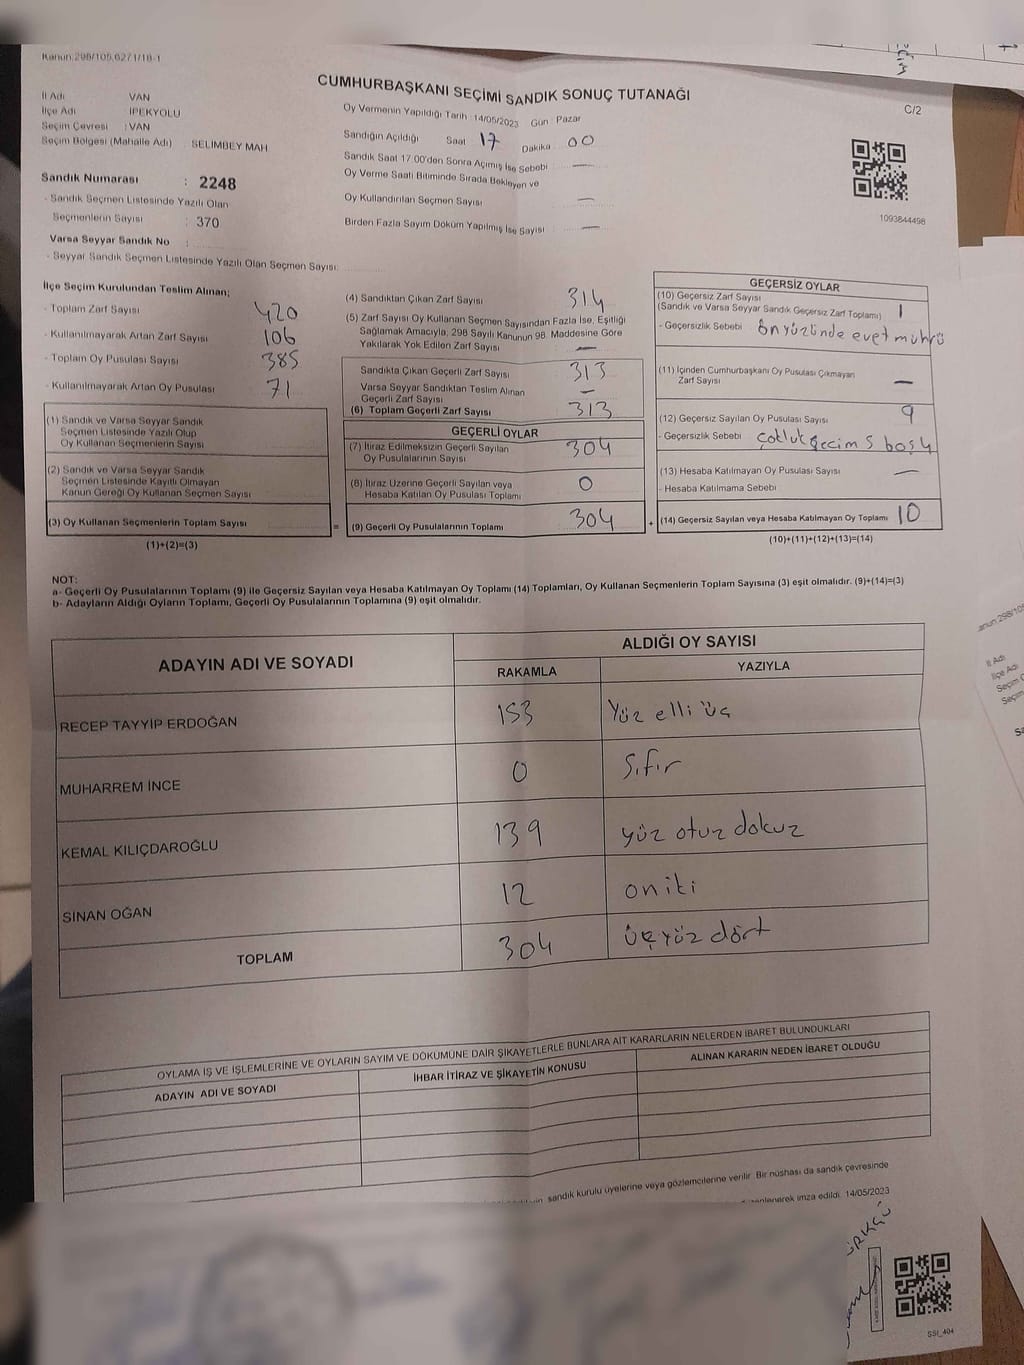 Kanun:298/105,6271/18-1
CUMHURBAŞKANI SEÇİMİ SANDIK SONUÇ TUTANAĞI
C/2
İl Adı VAN
İlçe Adı İPEKYOLU
Seçim Çevresi : VAN
Seçim Bölgesi (Mahalle Adı) : SELİMBEY MAH
Sandık Numarası : 2248
- Sandık Seçmen Listesinde Yazılı Olan
Seçmenlerin Sayısı : 370
Varsa Seyyar Sandık No :
- Seyyar Sandık Seçmen Listesinde Yazılı Olan Seçmen Sayısı:
Oy Vermenin Yapıldığı Tarih : 14/05/2023 Gün : Pazar
Sandığın Açıldığı Saat 17 Dakika 00
Sandık Saat 17.00'den Sonra Açımış İse Sebebi —
Oy Verme Saati Bitiminde Sırada Bekleyen ve
Oy Kullandırılan Seçmen Sayısı —
Birden Fazla Sayım Döküm Yapılmış İse Sayısı —
1093844498
İlçe Seçim Kurulundan Teslim Alınan;
- Toplam Zarf Sayısı 420
- Kullanılmayarak Artan Zarf Sayısı 106
- Toplam Oy Pusulası Sayısı 385
- Kullanılmayarak Artan Oy Pusulası 71
(1) Sandık ve Varsa Seyyar Sandık
Seçmen Listesinde Yazılı Olup
Oy Kullanan Seçmenlerin Sayısı
(2) Sandık ve Varsa Seyyar Sandık
Seçmen Listesinde Kayıtlı Olmayan
Kanun Gereği Oy Kullanan Seçmen Sayısı
(3) Oy Kullanan Seçmenlerin Toplam Sayısı =
(1)+(2)=(3)
(4) Sandıktan Çıkan Zarf Sayısı 314
(5) Zarf Sayısı Oy Kullanan Seçmen Sayısından Fazla İse, Eşitliği
Sağlamak Amacıyla, 298 Sayılı Kanunun 98. Maddesine Göre
Yakılarak Yok Edilen Zarf Sayısı —
Sandıkta Çıkan Geçerli Zarf Sayısı 313
Varsa Seyyar Sandıktan Teslim Alınan
Geçerli Zarf Sayısı —
(6) Toplam Geçerli Zarf Sayısı 313
GEÇERLİ OYLAR
(7) İtiraz Edilmeksizin Geçerli Sayılan
Oy Pusulalarının Sayısı 304
(8) İtiraz Üzerine Geçerli Sayılan veya
Hesaba Katılan Oy Pusulası Toplamı 0
(9) Geçerli Oy Pusulalarının Toplamı 304 +
GEÇERSİZ OYLAR
(10) Geçersiz Zarf Sayısı
(Sandık ve Varsa Seyyar Sandık Geçersiz Zarf Toplamı) 1
- Geçersizlik Sebebi ön yüzünde evet mührü
(11) İçinden Cumhurbaşkanı Oy Pusulası Çıkmayan
Zarf Sayısı —
(12) Geçersiz Sayılan Oy Pusulası Sayısı 9
- Geçersizlik Sebebi 5 boş 4
(13) Hesaba Katılmayan Oy Pusulası Sayısı —
- Hesaba Katılmama Sebebi
(14) Geçersiz Sayılan veya Hesaba Katılmayan Oy Toplamı 10
(10)+(11)+(12)+(13)=(14)
NOT:
a- Geçerli Oy Pusulalarının Toplamı (9) ile Geçersiz Sayılan veya Hesaba Katılmayan Oy Toplamı (14) Toplamları, Oy Kullanan Seçmenlerin Toplam Sayısına (3) eşit olmalıdır. (9)+(14)=(3)
b- Adayların Aldığı Oyların Toplamı, Geçerli Oy Pusulalarının Toplamına (9) eşit olmalıdır.
ADAYIN ADI VE SOYADI
ALDIĞI OY SAYISI
RAKAMLA YAZIYLA
RECEP TAYYİP ERDOĞAN 153 Yüz elli üç
MUHARREM İNCE 0 Sıfır
KEMAL KILIÇDAROĞLU 139 yüz otuz dokuz
SİNAN OĞAN 12 on iki
TOPLAM 304 üçyüz dört
OYLAMA İŞ VE İŞLEMLERİNE VE OYLARIN SAYIM VE DÖKÜMÜNE DAİR ŞİKAYETLERLE BUNLARA AİT KARARLARIN NELERDEN İBARET BULUNDUKLARI
ADAYIN ADI VE SOYADI İHBAR İTİRAZ VE ŞİKAYETİN KONUSU ALINAN KARARIN NEDEN İBARET OLDUĞU
sandık kurulu üyelerine veya gözlemcilerine verilir. Bir nüshası da sandık çevresinde
imza edildi. 14/05/2023
SSİ_404
İl Adı
İlçe Adı